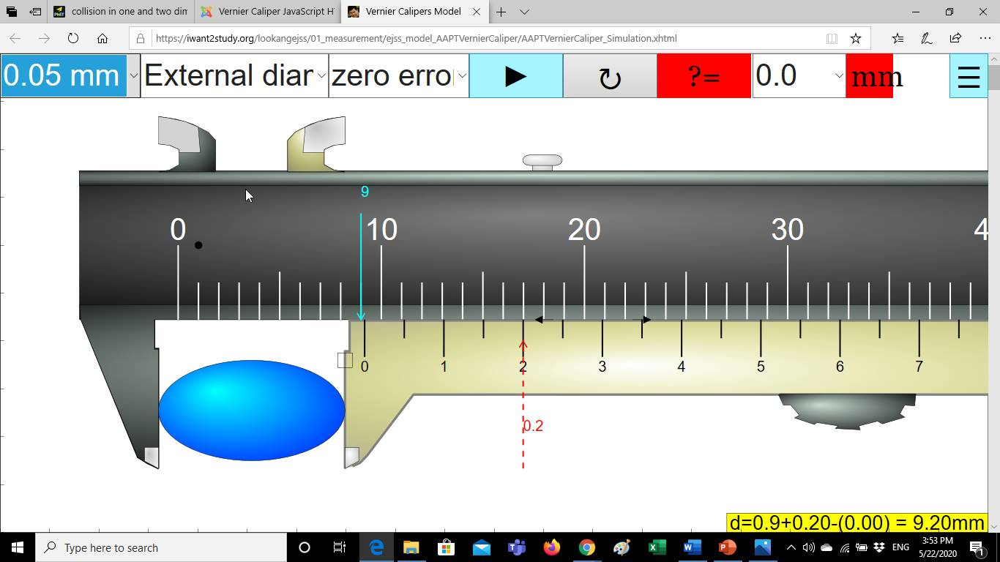 collision in one and two dim
Vernier Caliper JavaScript H
Vernier Calipers Model
https://iwant2study.org/lookangejss/01_measurement/ejss_model_AAPTVernierCaliper/AAPTVernierCaliper_Simulation.xhtml
0.05 mm
External diar
zero erro
?=
0.0
mm
9
0
10
20
30
4
0
1
2
3
4
5
6
7
0.2
d=0.9+0.20-(0.00) = 9.20mm
Type here to search
ENG
3:53 PM
5/22/2020
1